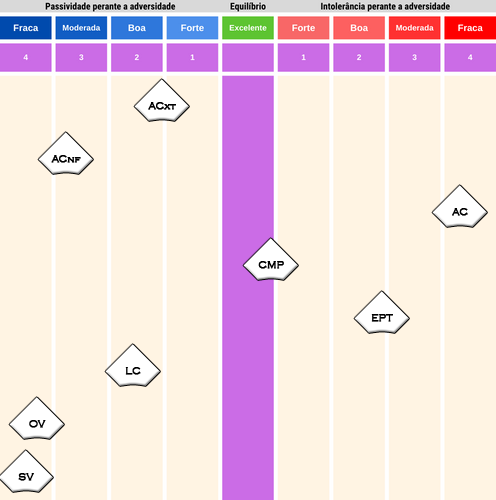 Passividade perante a adversidade Equilíbrio Intolerância perante a adversidade
Fraca Moderada Boa Forte Excelente Forte Boa Moderada Fraca
4 3 2 1 1 2 3 4
ACXT
ACNF
AC
CMP
EPT
LC
OV
SV